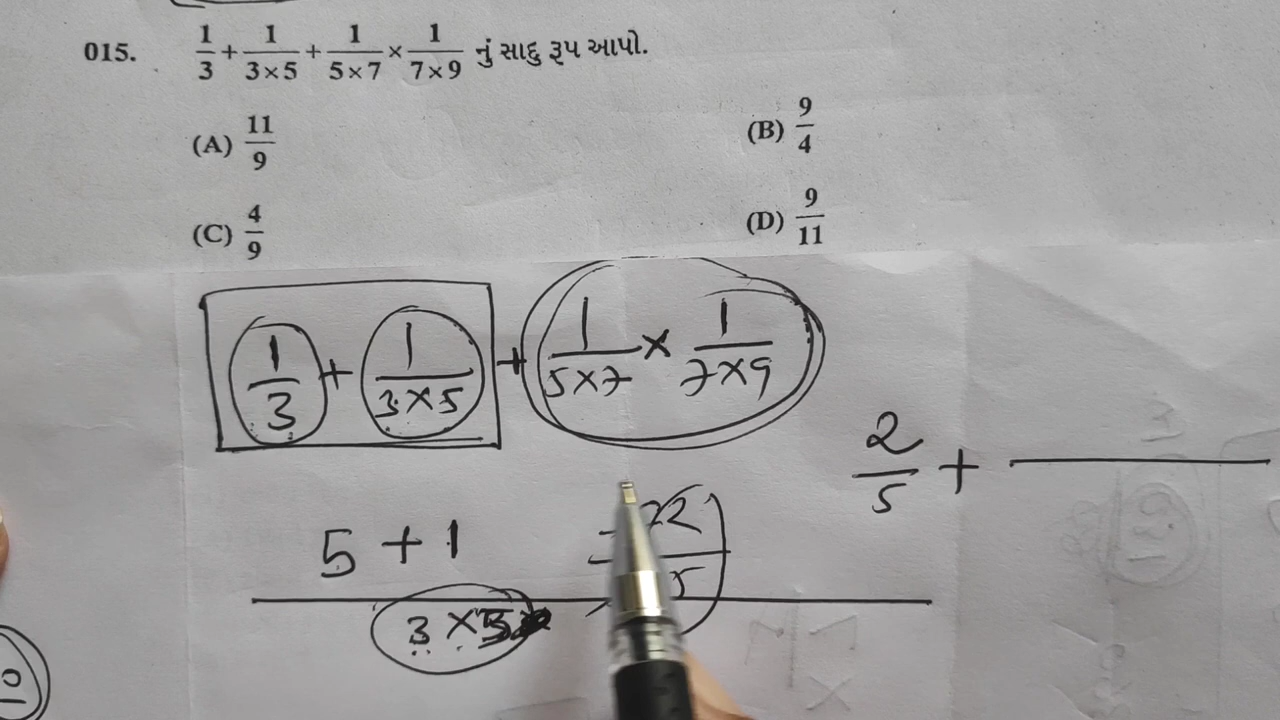 015. 1/3 + 1/3×5 + 1/5×7 × 1/7×9 નું સાદુ રૂપ આપો.
(A) 11/9 (B) 9/4
(C) 4/9 (D) 9/11
1/3 + 1/3×5 + 1/5×7 × 1/7×9
2/5 +
5 + 1
3×5